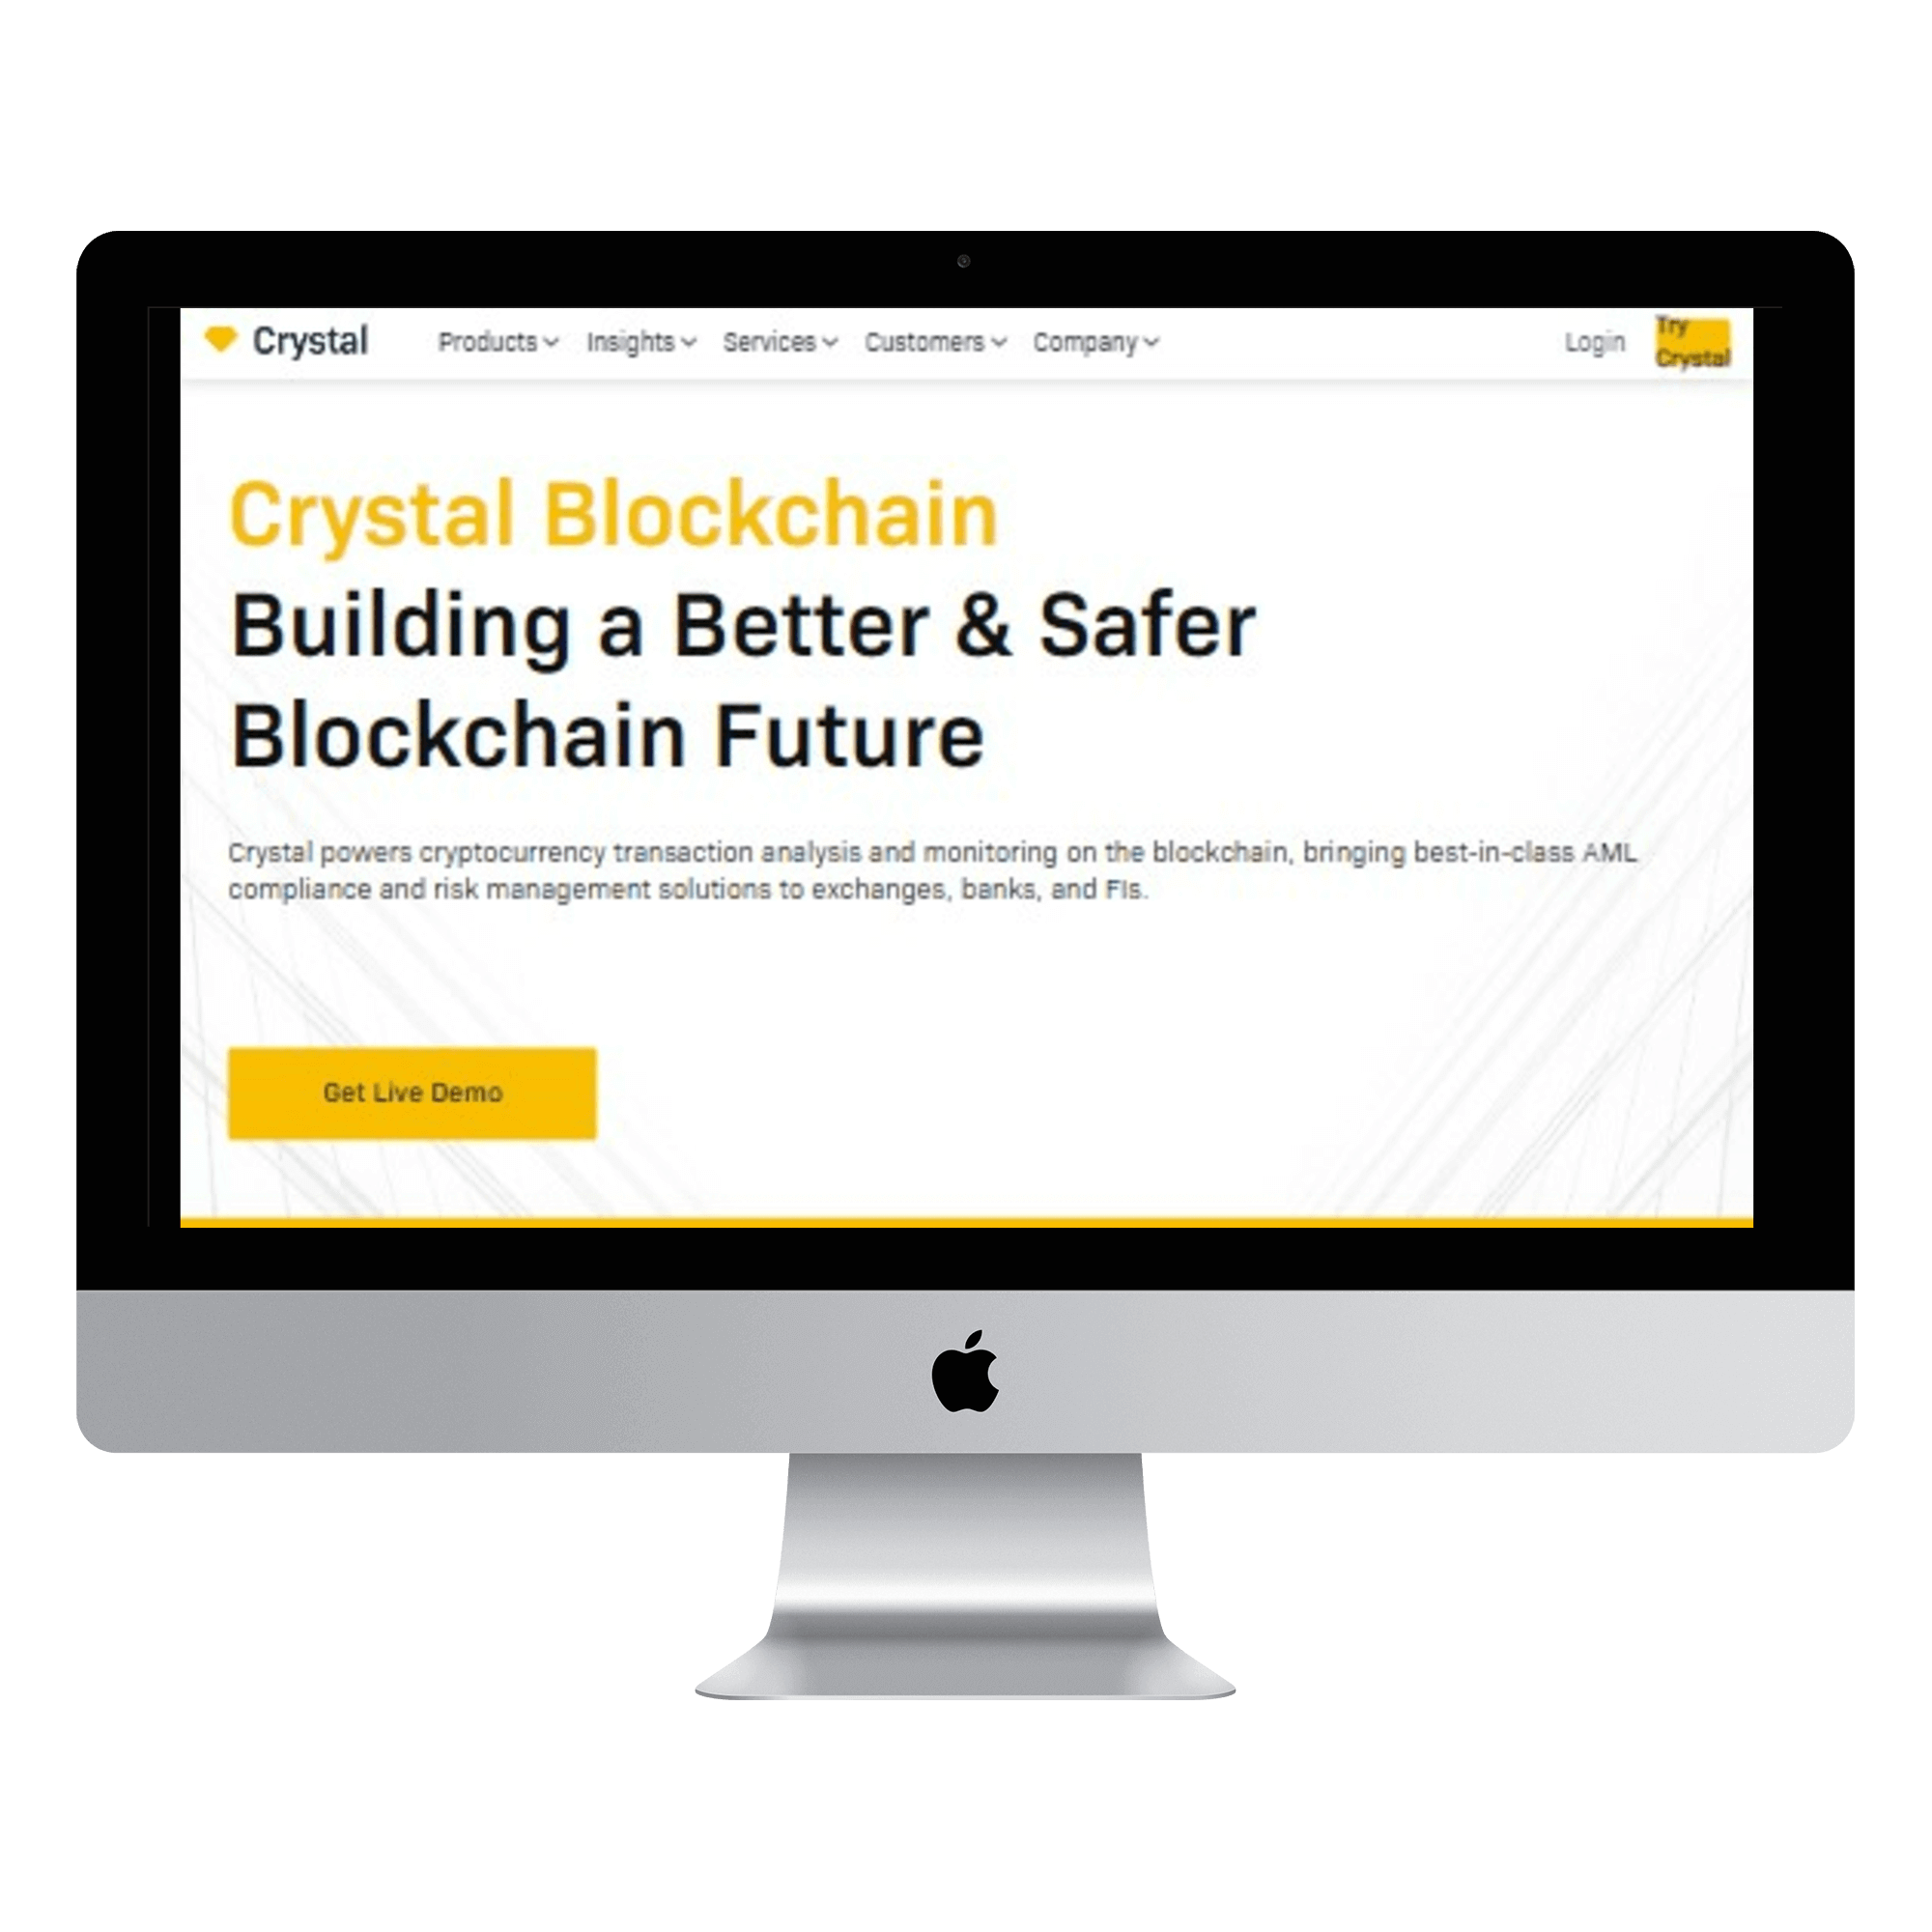 Crystal Products Insights Services Customers Company Login Try Crystal
Crystal Blockchain
Building a Better & Safer
Blockchain Future
Crystal powers cryptocurrency transaction analysis and monitoring on the blockchain, bringing best-in-class AML
compliance and risk management solutions to exchanges, banks, and FIs.
Get Live Demo